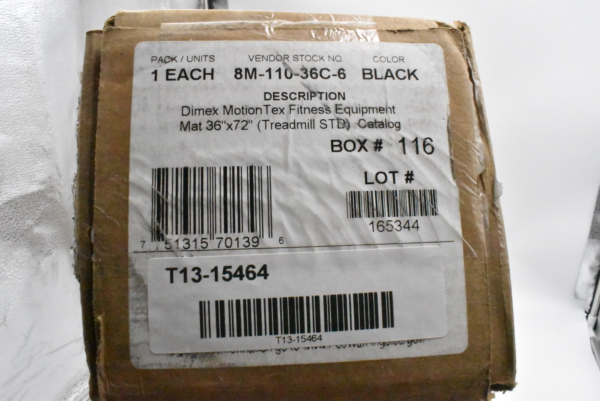 PACK / UNITS VENDOR STOCK NO COLOR
1 EACH 8M-110-36C-6 BLACK
DESCRIPTION
Dimex MotionTex Fitness Equipment
Mat 36"x72" (Treadmill STD) Catalog
BOX # 116
LOT #
165344
7 51315 70139 6
T13-15464
T13-15464